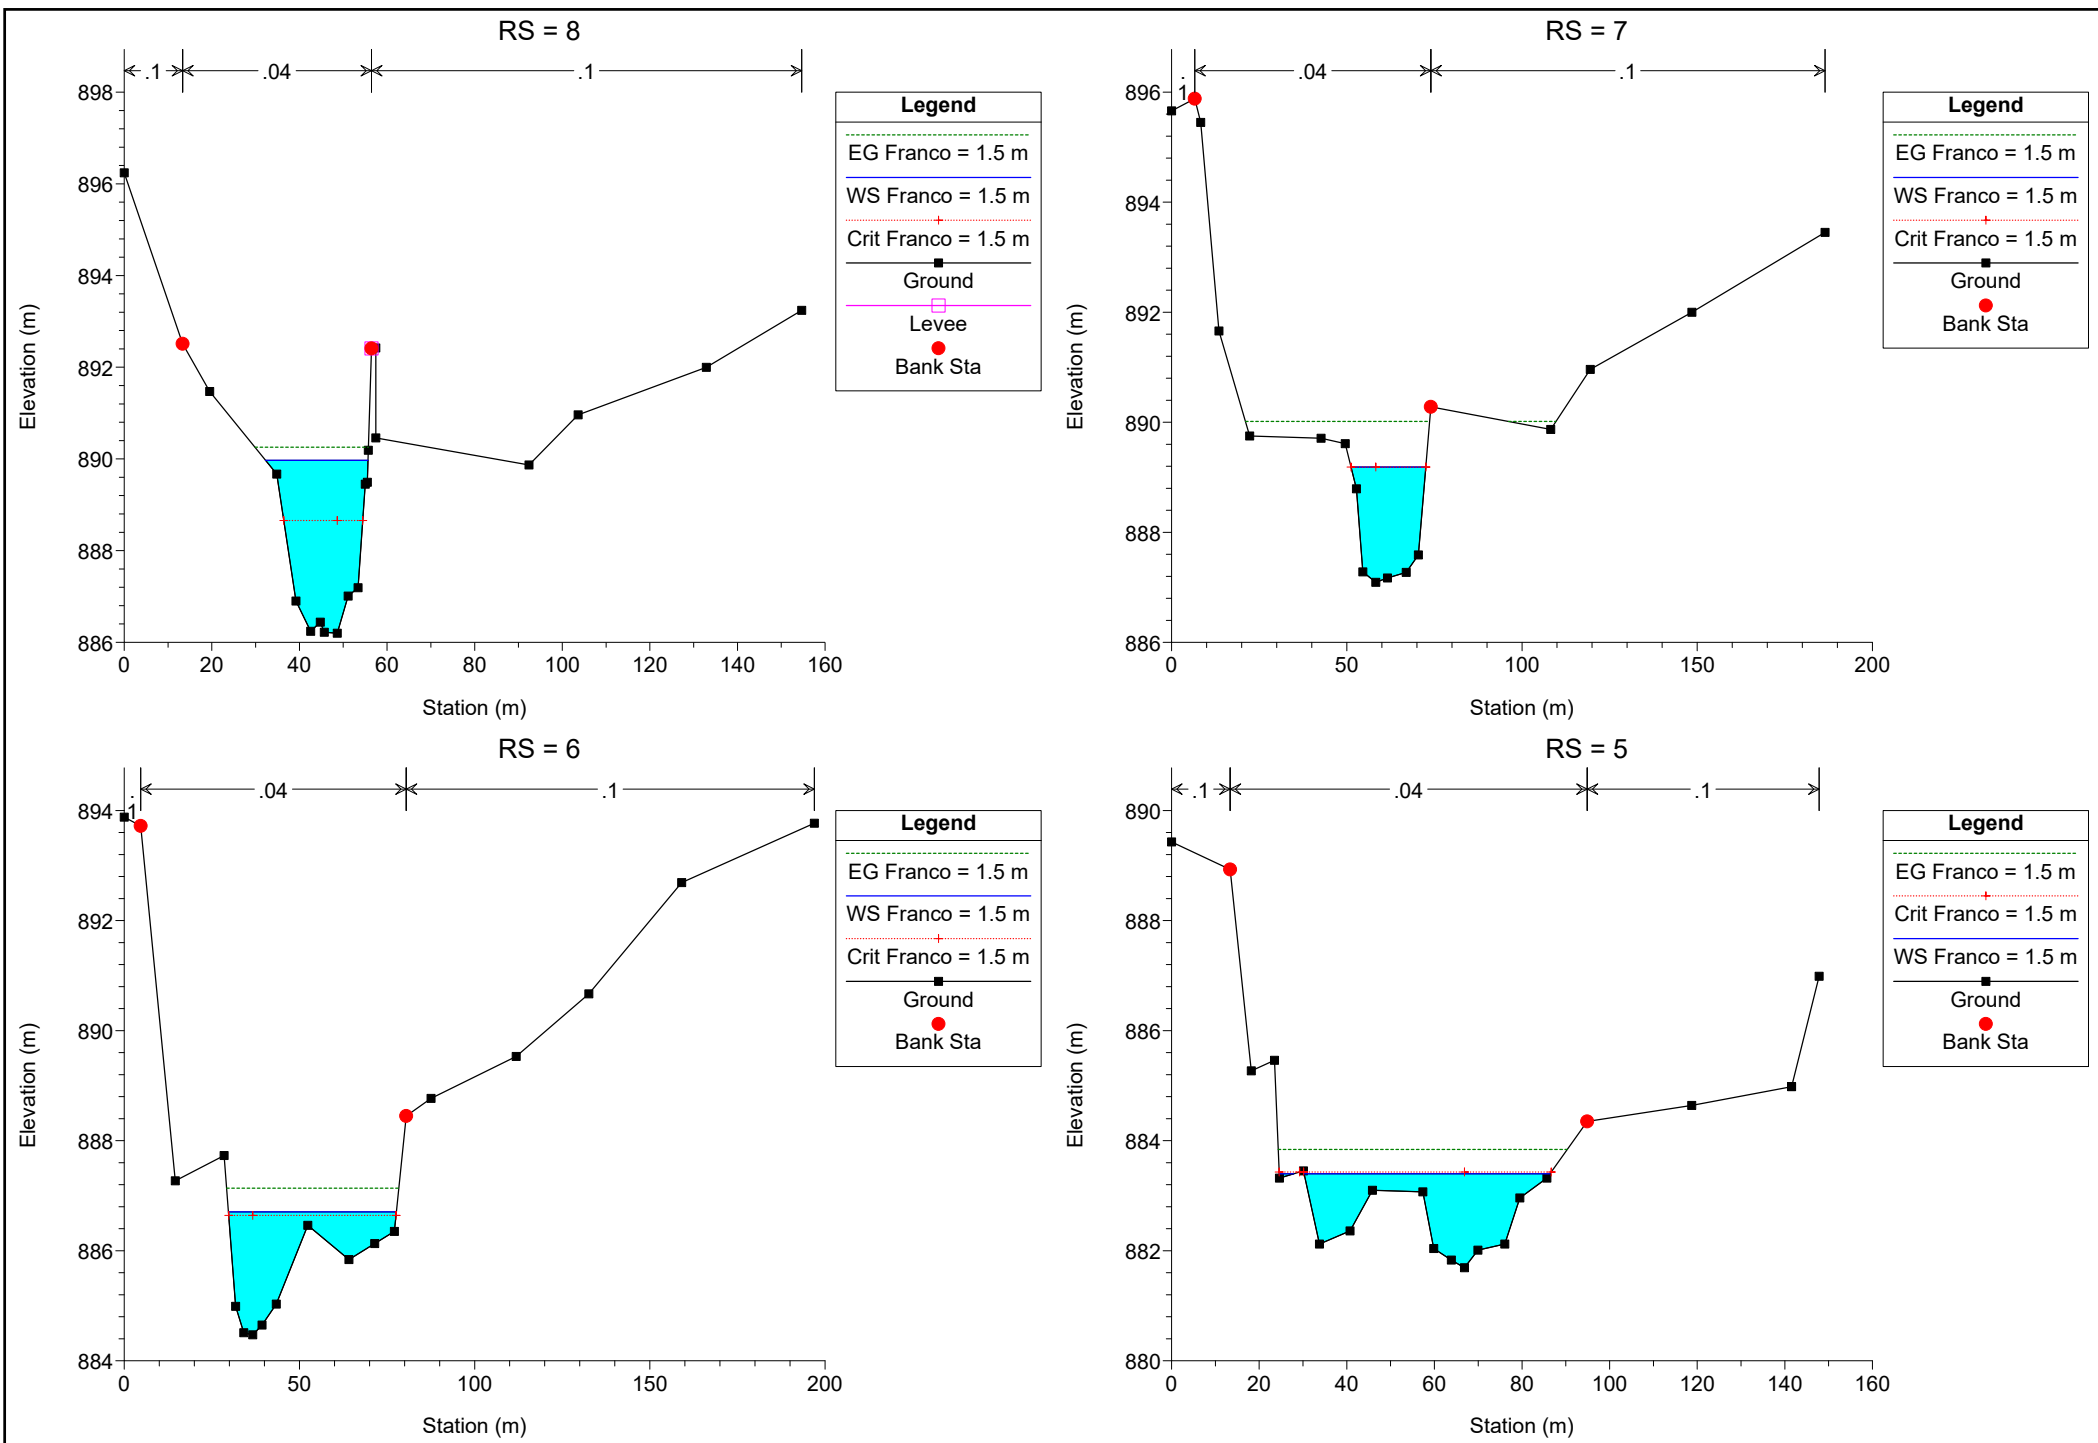 RS = 8
.1
.04
.1
898
896
894
892
890
888
886
0
20
40
60
80
100
120
140
160
Elevation (m)
Station (m)
Legend
EG Franco = 1.5 m
WS Franco = 1.5 m
Crit Franco = 1.5 m
Ground
Levee
Bank Sta
RS = 7
.
1
.04
.1
896
894
892
890
888
886
0
50
100
150
200
Elevation (m)
Station (m)
Legend
EG Franco = 1.5 m
WS Franco = 1.5 m
Crit Franco = 1.5 m
Ground
Bank Sta
RS = 6
.
1
.04
.1
894
892
890
888
886
884
0
50
100
150
200
Elevation (m)
Station (m)
Legend
EG Franco = 1.5 m
WS Franco = 1.5 m
Crit Franco = 1.5 m
Ground
Bank Sta
RS = 5
.1
.04
.1
890
888
886
884
882
880
0
20
40
60
80
100
120
140
160
Elevation (m)
Station (m)
Legend
EG Franco = 1.5 m
Crit Franco = 1.5 m
WS Franco = 1.5 m
Ground
Bank Sta